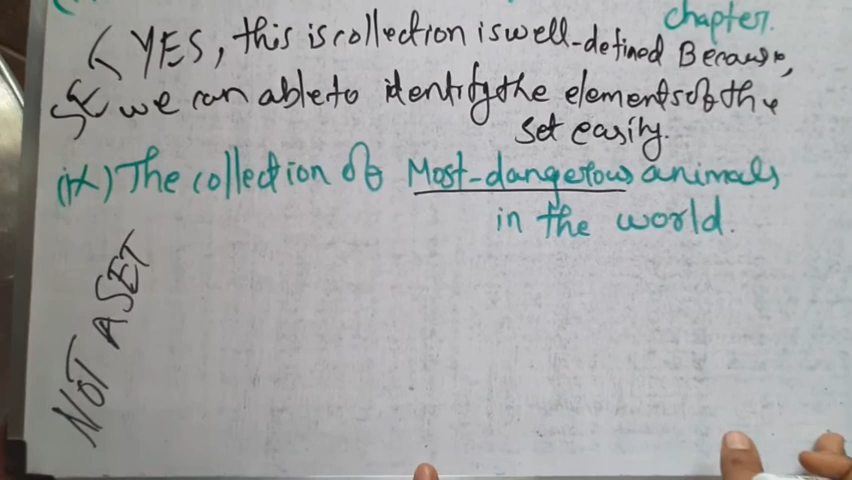 chapter.
YES, this is collection is well-defined Because,
we can able to identify the elements of the
set easily.
(ix) The collection of Most-dangerous animals
in the world.
NOT A SET